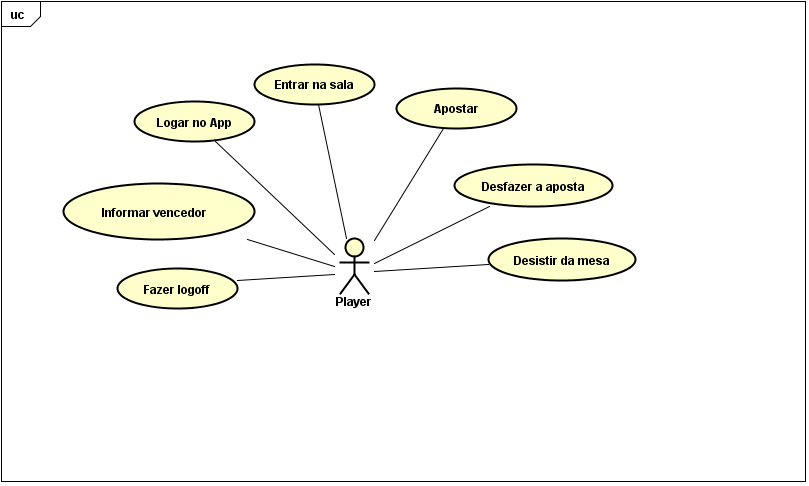 uc
Entrar na sala
Apostar
Logar no App
Desfazer a aposta
Informar vencedor
Desistir da mesa
Fazer logoff
Player